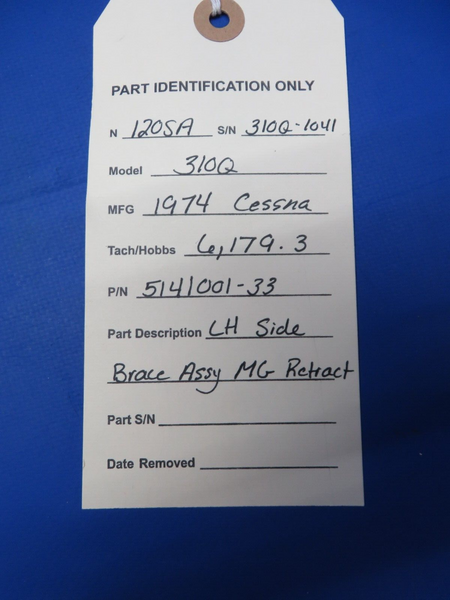 PART IDENTIFICATION ONLY
N 120SA S/N 310Q-1041
Model 310Q
MFG 1974 Cessna
Tach/Hobbs 6,179.3
P/N 5141001-33
Part Description LH Side
Brace Assy MG Retract
Part S/N
Date Removed